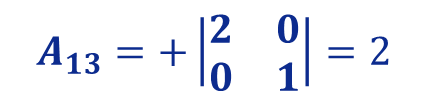 A₁₃ = + |2 0|
|0 1| = 2